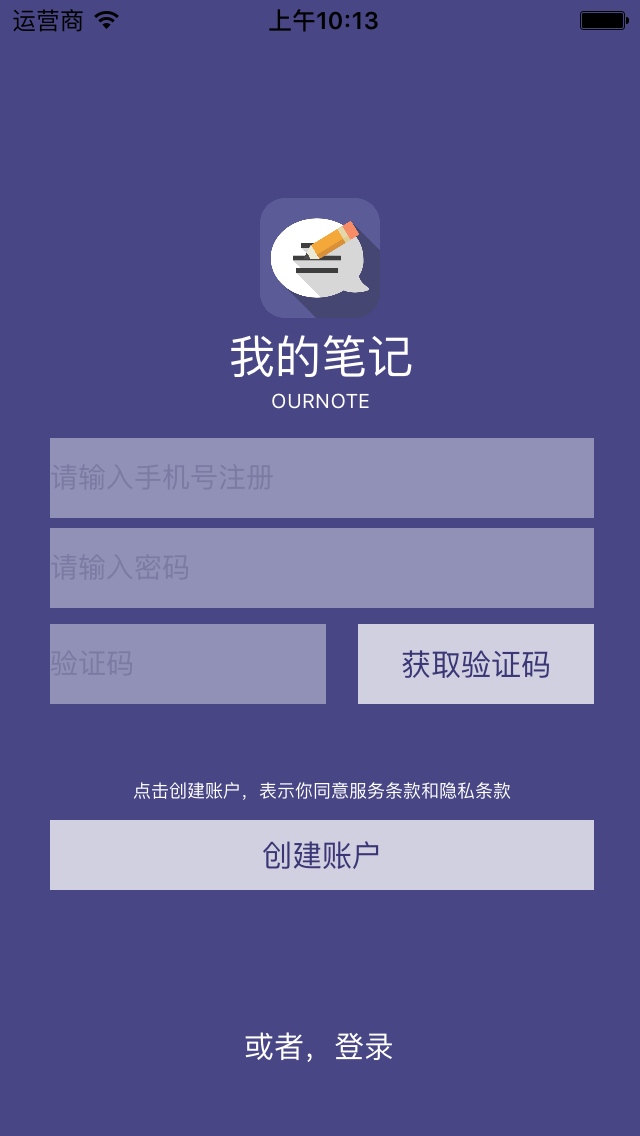 运营商 上午10:13
我的笔记
OURNOTE
请输入手机号注册
请输入密码
验证码 获取验证码
点击创建账户，表示你同意服务条款和隐私条款
创建账户
或者，登录